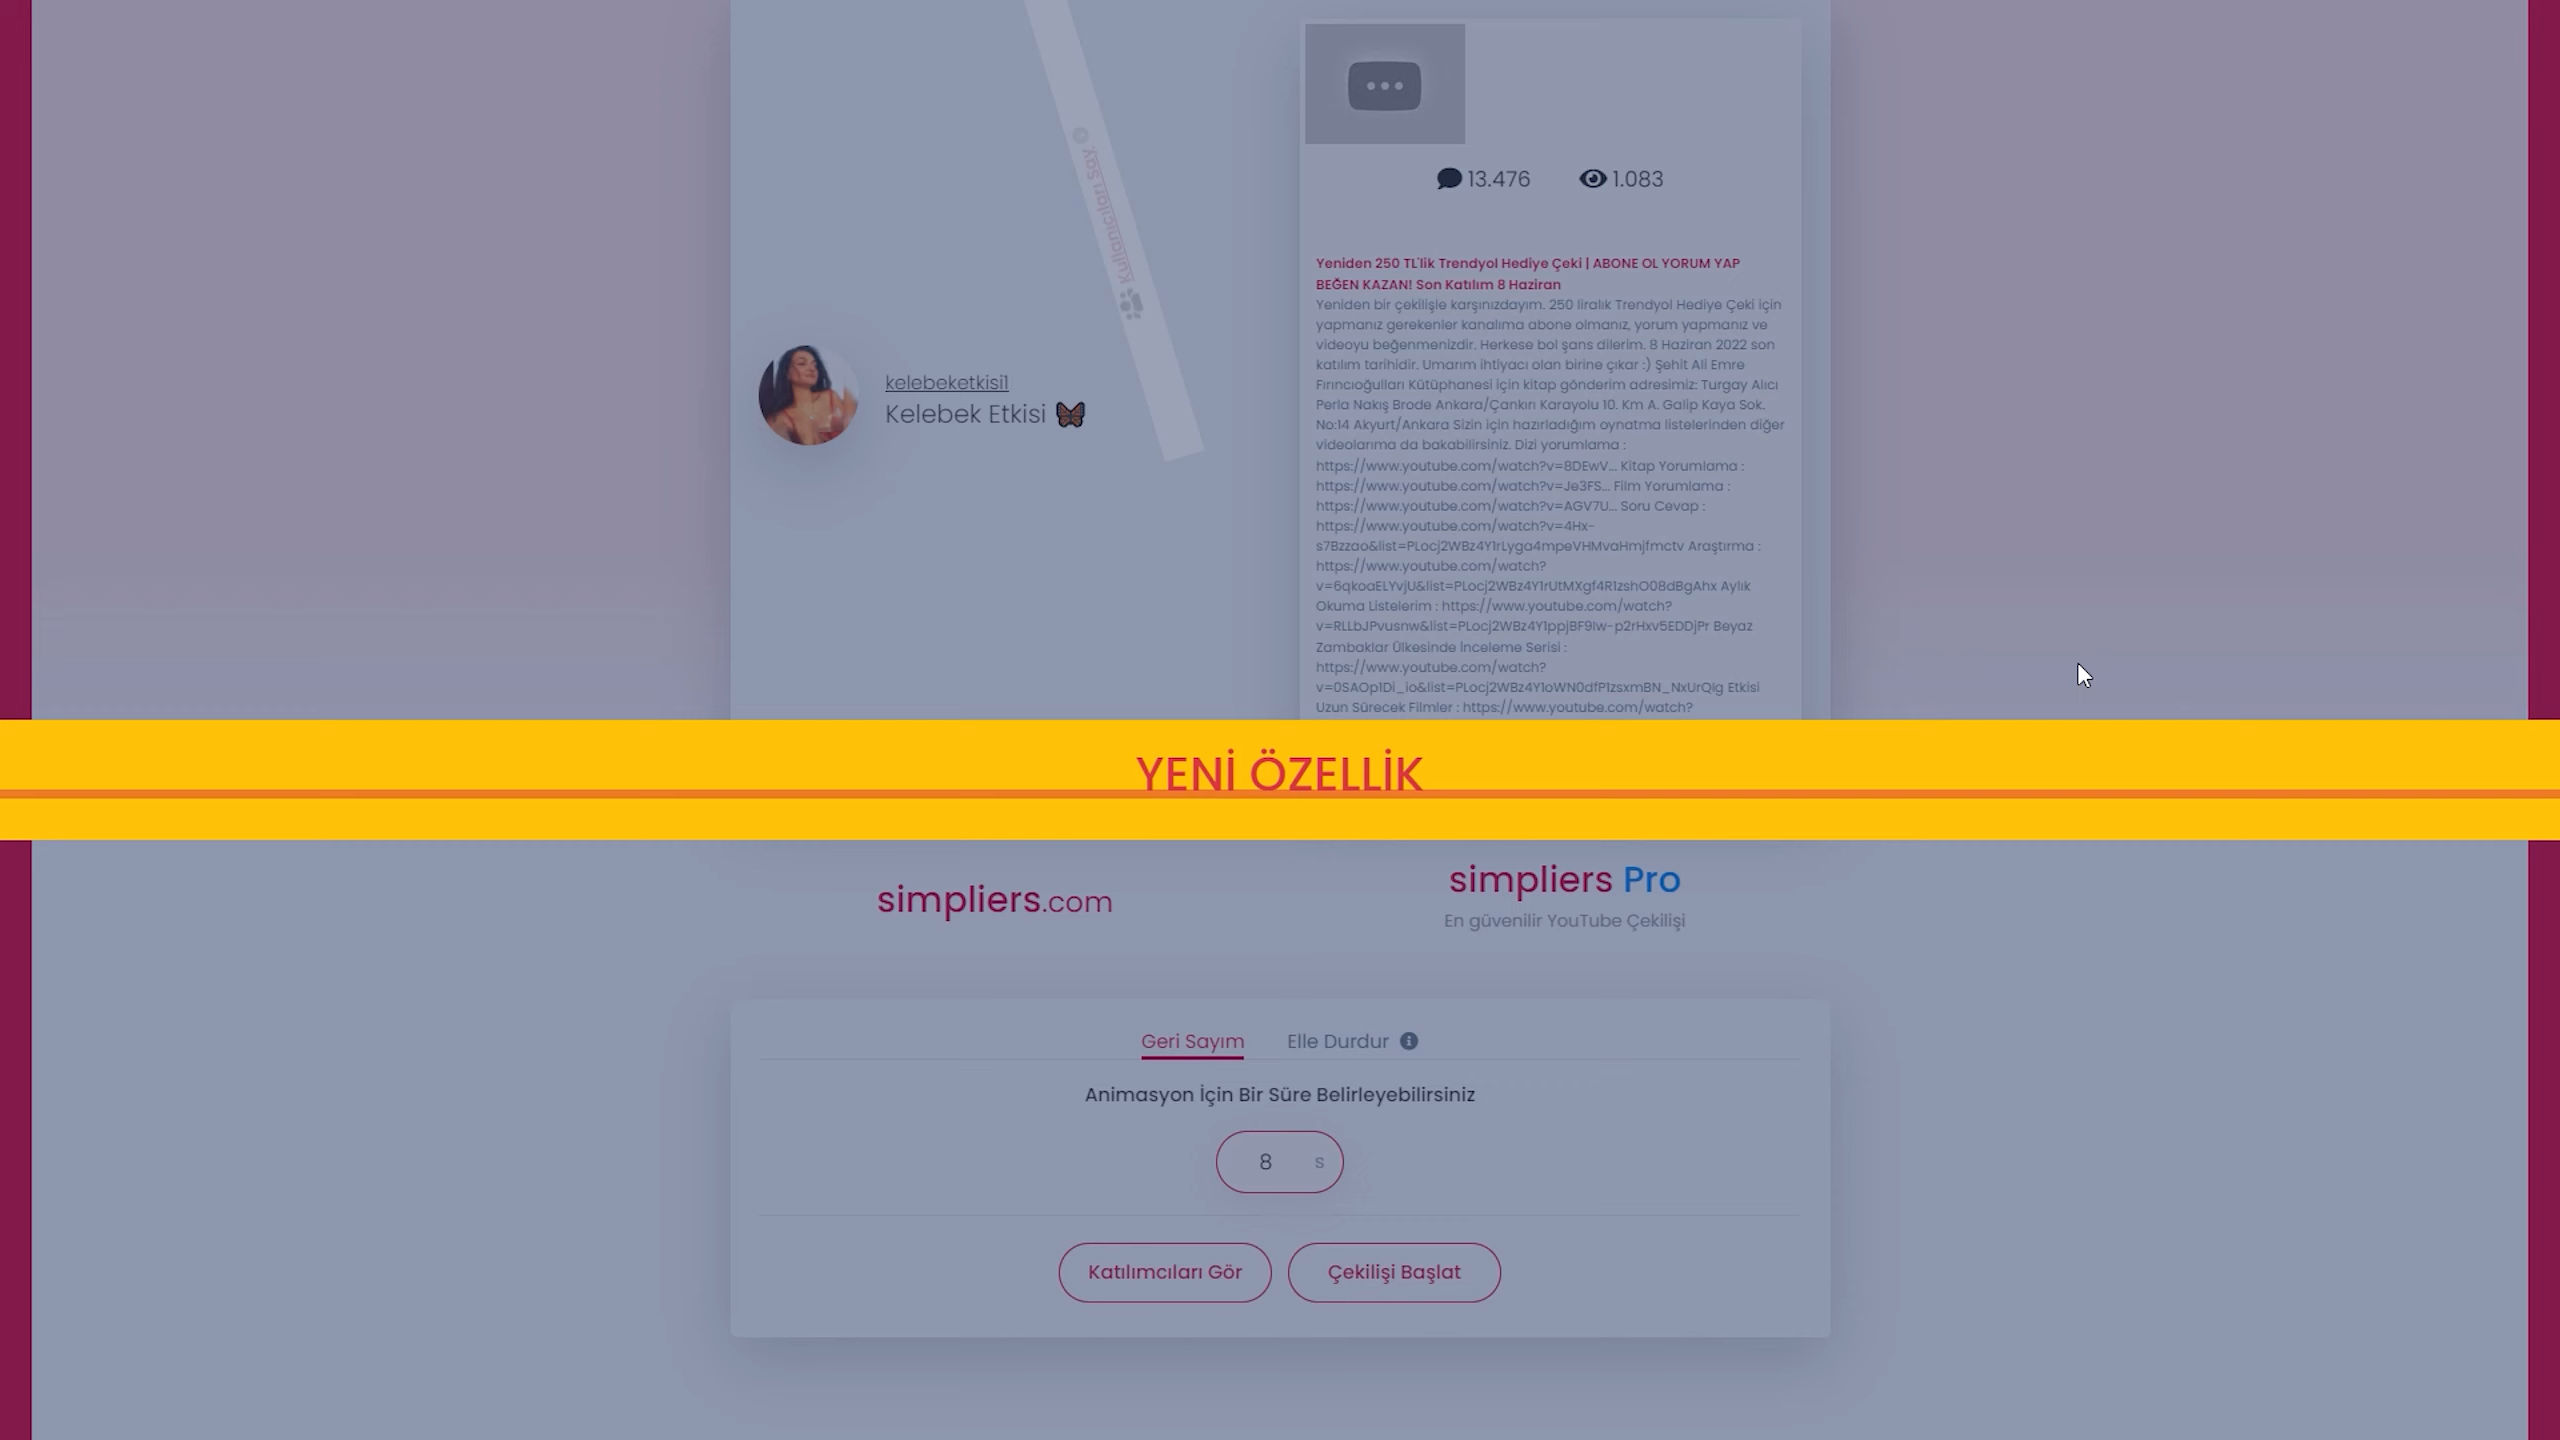 Kullanıcıları Say.
kelebeketkisi1
Kelebek Etkisi
13.476
1.083
Yeniden 250 TL'lik Trendyol Hediye Çeki | ABONE OL YORUM YAP
BEĞEN KAZAN! Son Katılım 8 Haziran
Yeniden bir çekilişle karşınızdayım. 250 liralık Trendyol Hediye Çeki için
yapmanız gerekenler kanalıma abone olmanız, yorum yapmanız ve
videoyu beğenmenizdir. Herkese bol şans dilerim. 8 Haziran 2022 son
katılım tarihidir. Umarım ihtiyacı olan birine çıkar :) Şehit Ali Emre
Fırıncıoğulları Kütüphanesi için kitap gönderim adresimiz: Turgay Alıcı
Perla Nakış Brode Ankara/Çankırı Karayolu 10. Km A. Galip Kaya Sok.
No:14 Akyurt/Ankara Sizin için hazırladığım oynatma listelerinden diğer
videolarıma da bakabilirsiniz. Dizi yorumlama :
https://www.youtube.com/watch?v=8DEwV... Kitap Yorumlama :
https://www.youtube.com/watch?v=Je3FS... Film Yorumlama :
https://www.youtube.com/watch?v=AGV7U... Soru Cevap :
https://www.youtube.com/watch?v=4Hx-
s7Bzzao&list=PLocj2WBz4Y1rLyga4mpeVHMvaHmjfmctv Araştırma :
https://www.youtube.com/watch?
v=6qkoaELYvjU&list=PLocj2WBz4Y1rUtMXgf4R1zshO08dBgAhx Aylık
Okuma Listelerim : https://www.youtube.com/watch?
v=RLLbJPvusnw&list=PLocj2WBz4Y1ppjBF9Iw-p2rHxv5EDDjPr Beyaz
Zambaklar Ülkesinde İnceleme Serisi :
https://www.youtube.com/watch?
v=0SAOp1Di_io&list=PLocj2WBz4Y1oWN0dfP1zsxmBN_NxUrQIg Etkisi
Uzun Sürecek Filmler : https://www.youtube.com/watch?
YENİ ÖZELLİK
simpliers.com
simpliers Pro
En güvenilir YouTube Çekilişi
Geri Sayım
Elle Durdur
Animasyon İçin Bir Süre Belirleyebilirsiniz
8 s
Katılımcıları Gör
Çekilişi Başlat